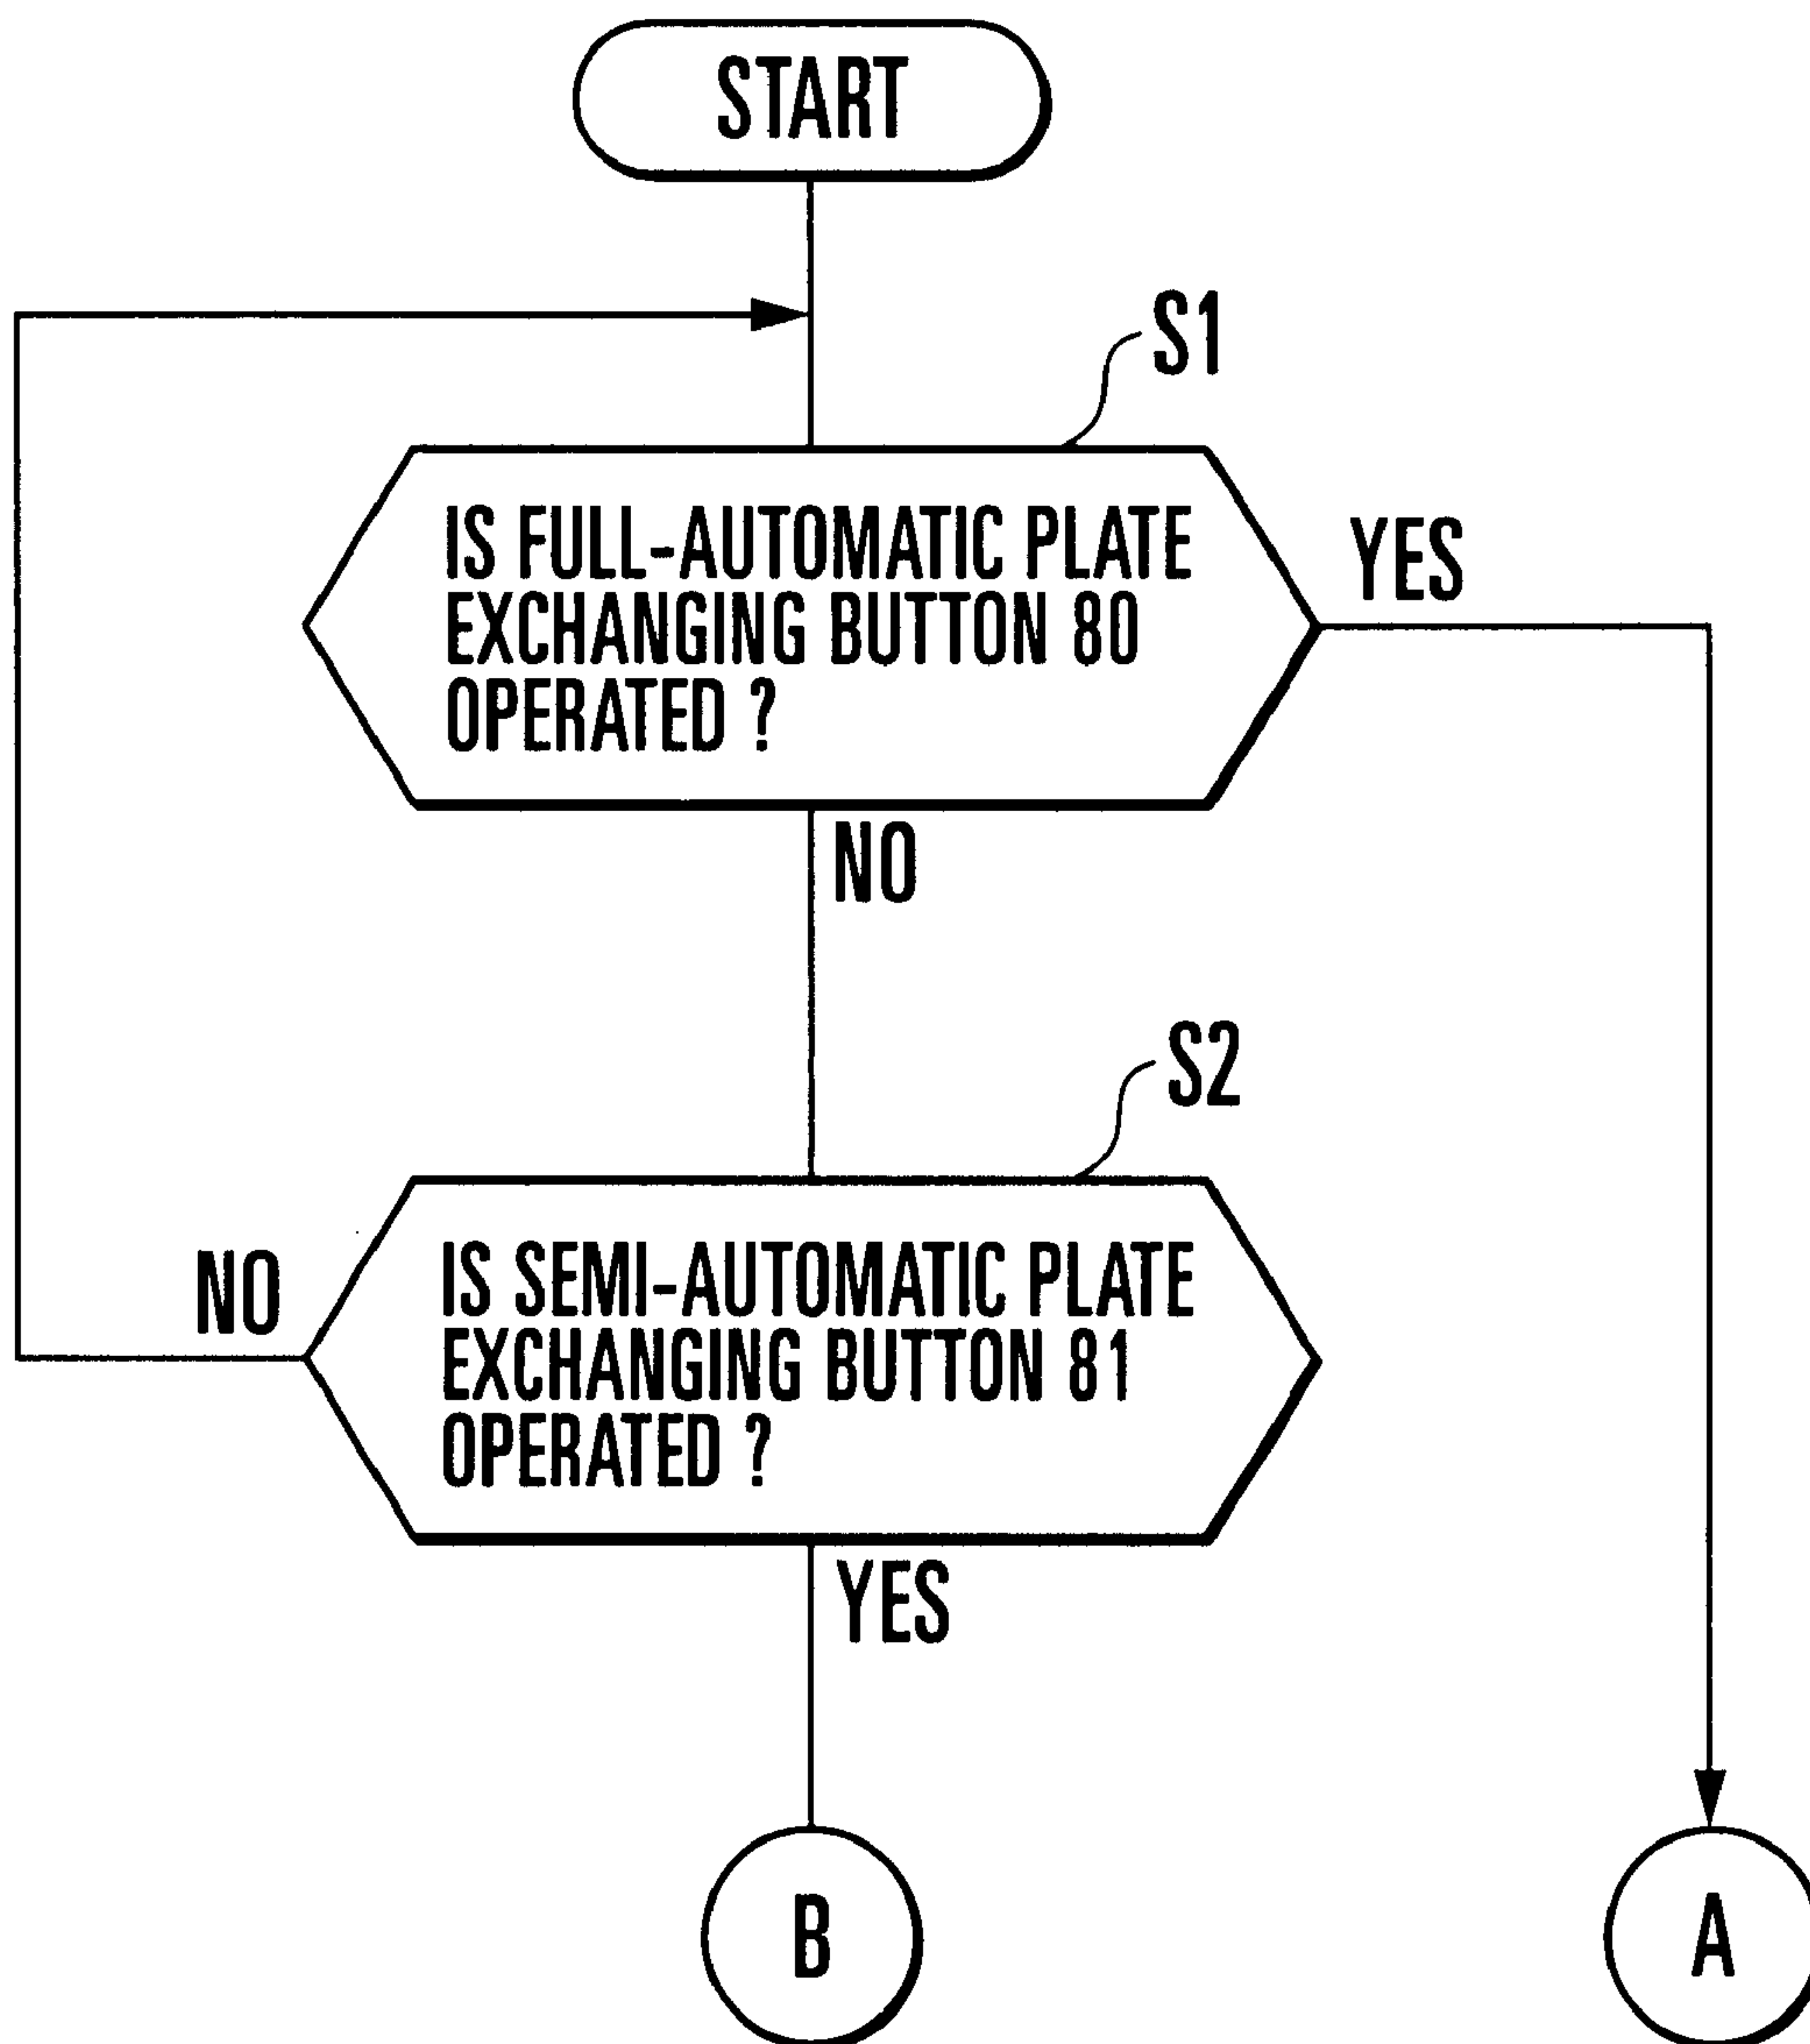 START
S1
IS FULL-AUTOMATIC PLATE
EXCHANGING BUTTON 80
OPERATED ?
YES
NO
S2
IS SEMI-AUTOMATIC PLATE
EXCHANGING BUTTON 81
OPERATED ?
NO
YES
B
A